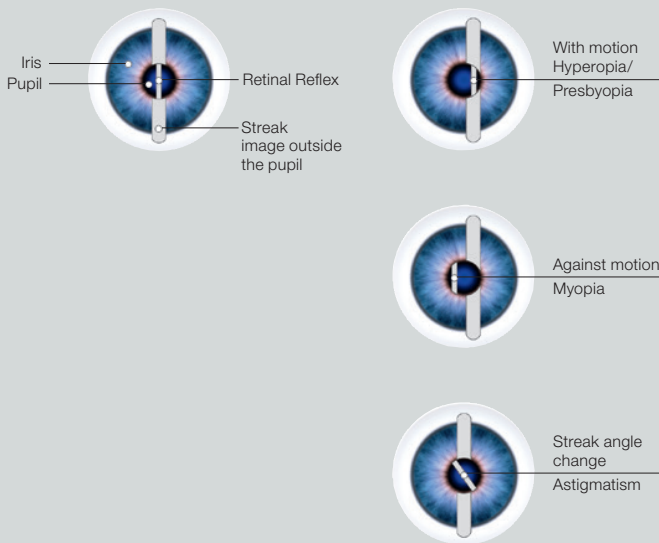 Iris
Pupil
Retinal Reflex
Streak
image outside
the pupil
With motion
Hyperopia/
Presbyopia
Against motion
Myopia
Streak angle
change
Astigmatism